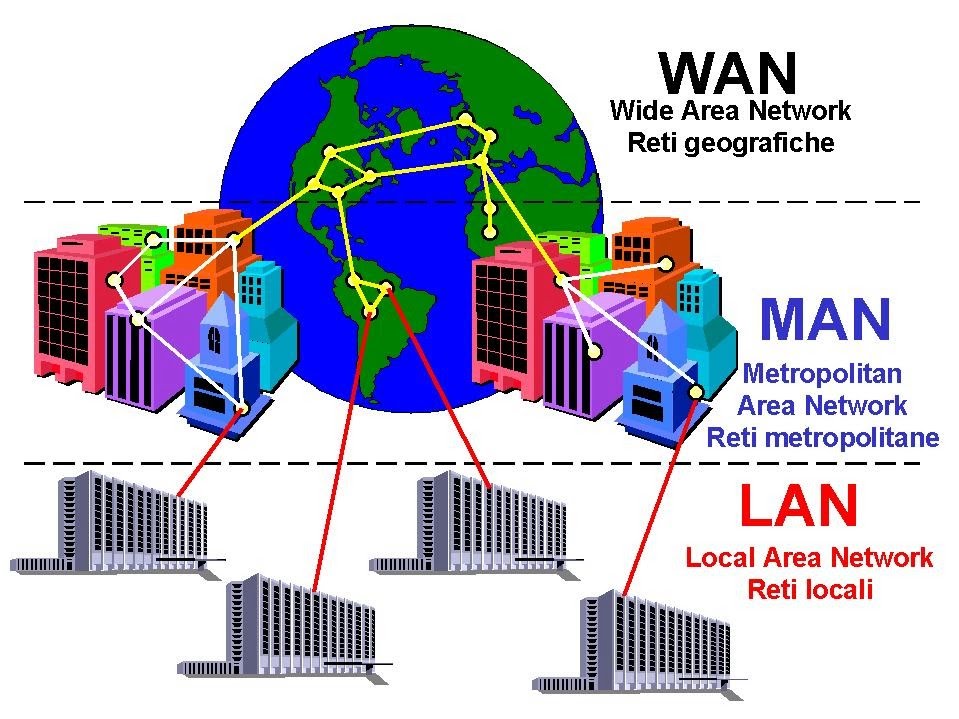 WAN
Wide Area Network
Reti geografiche
MAN
Metropolitan
Area Network
Reti metropolitane
LAN
Local Area Network
Reti locali